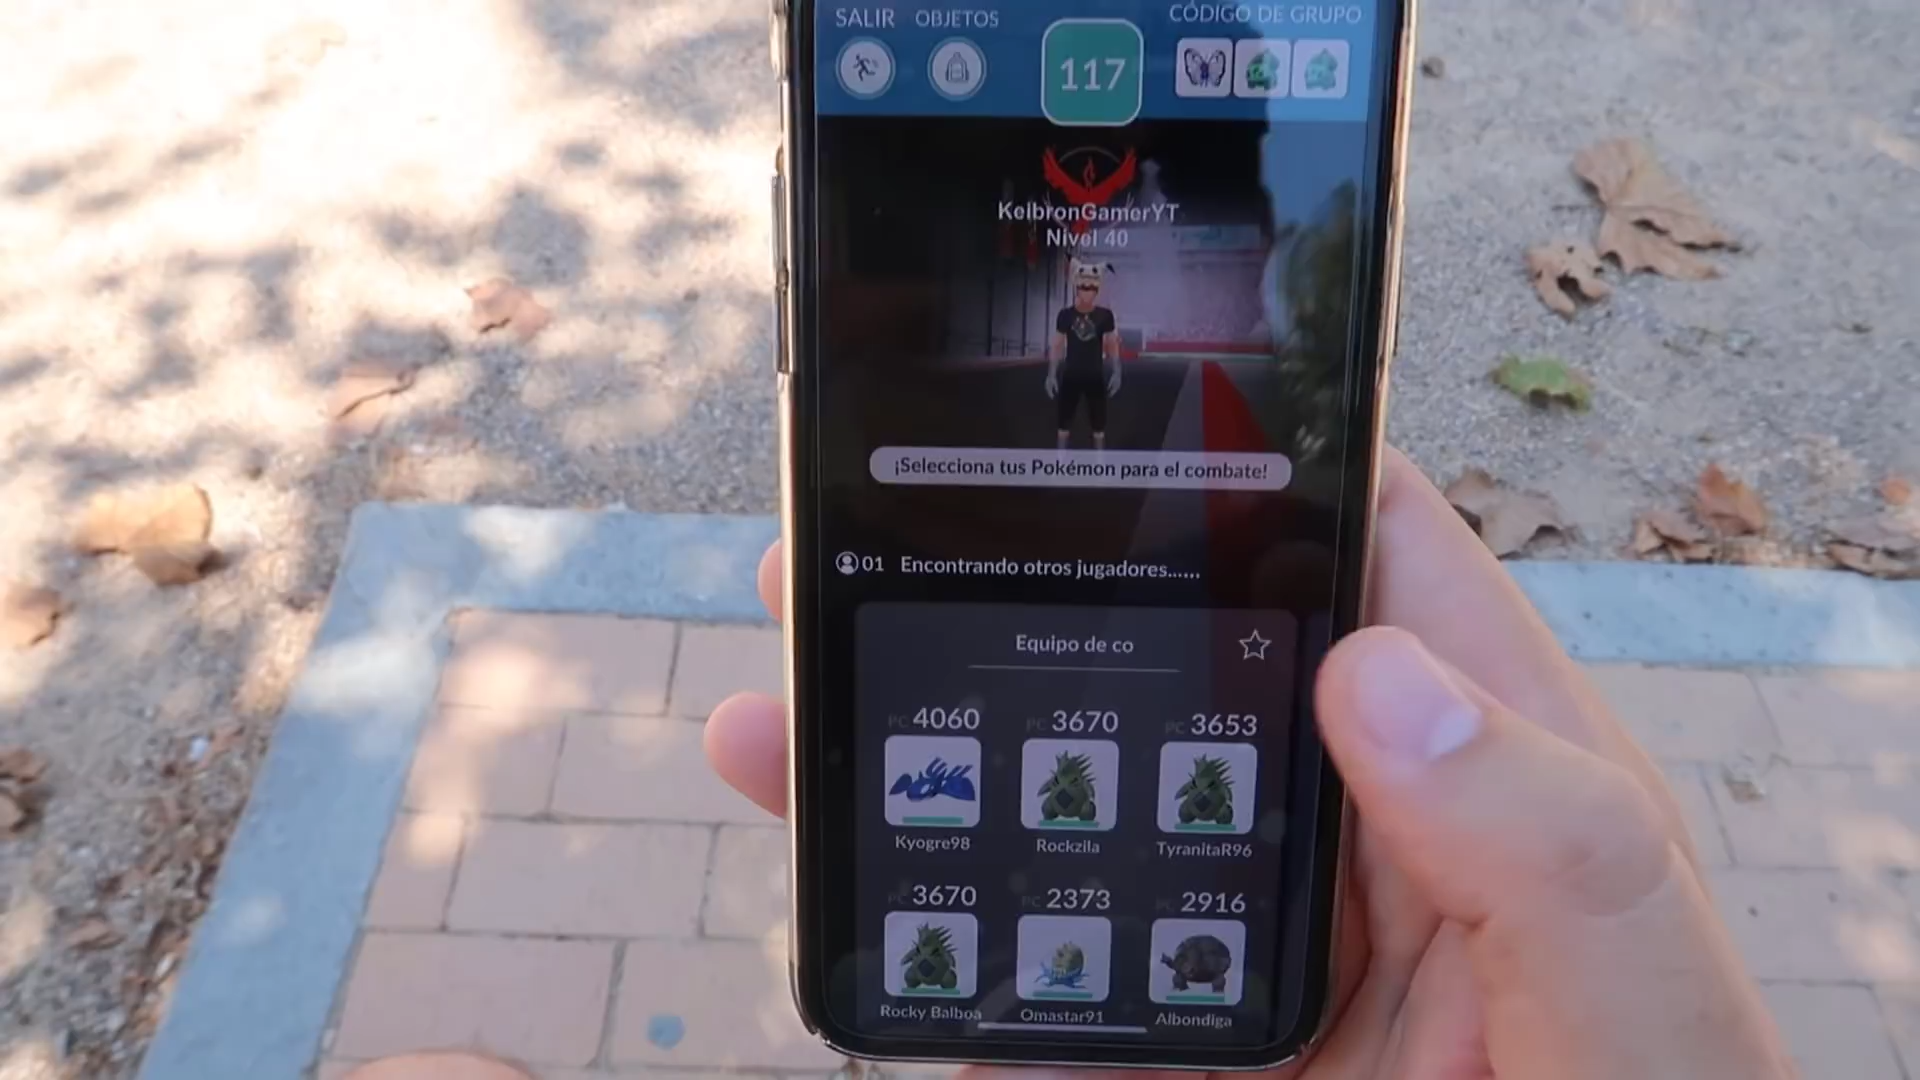 SALIR OBJETOS
CÓDIGO DE GRUPO
117
KeibronGamerYT
Nivel 40
¡Selecciona tus Pokémon para el combate!
01 Encontrando otros jugadores......
Equipo de co
PC 4060 PC 3670 PC 3653
Kyogre98 Rockzila TyranitaR96
PC 3670 PC 2373 PC 2916
Rocky Balboa Omastar91 Albondiga